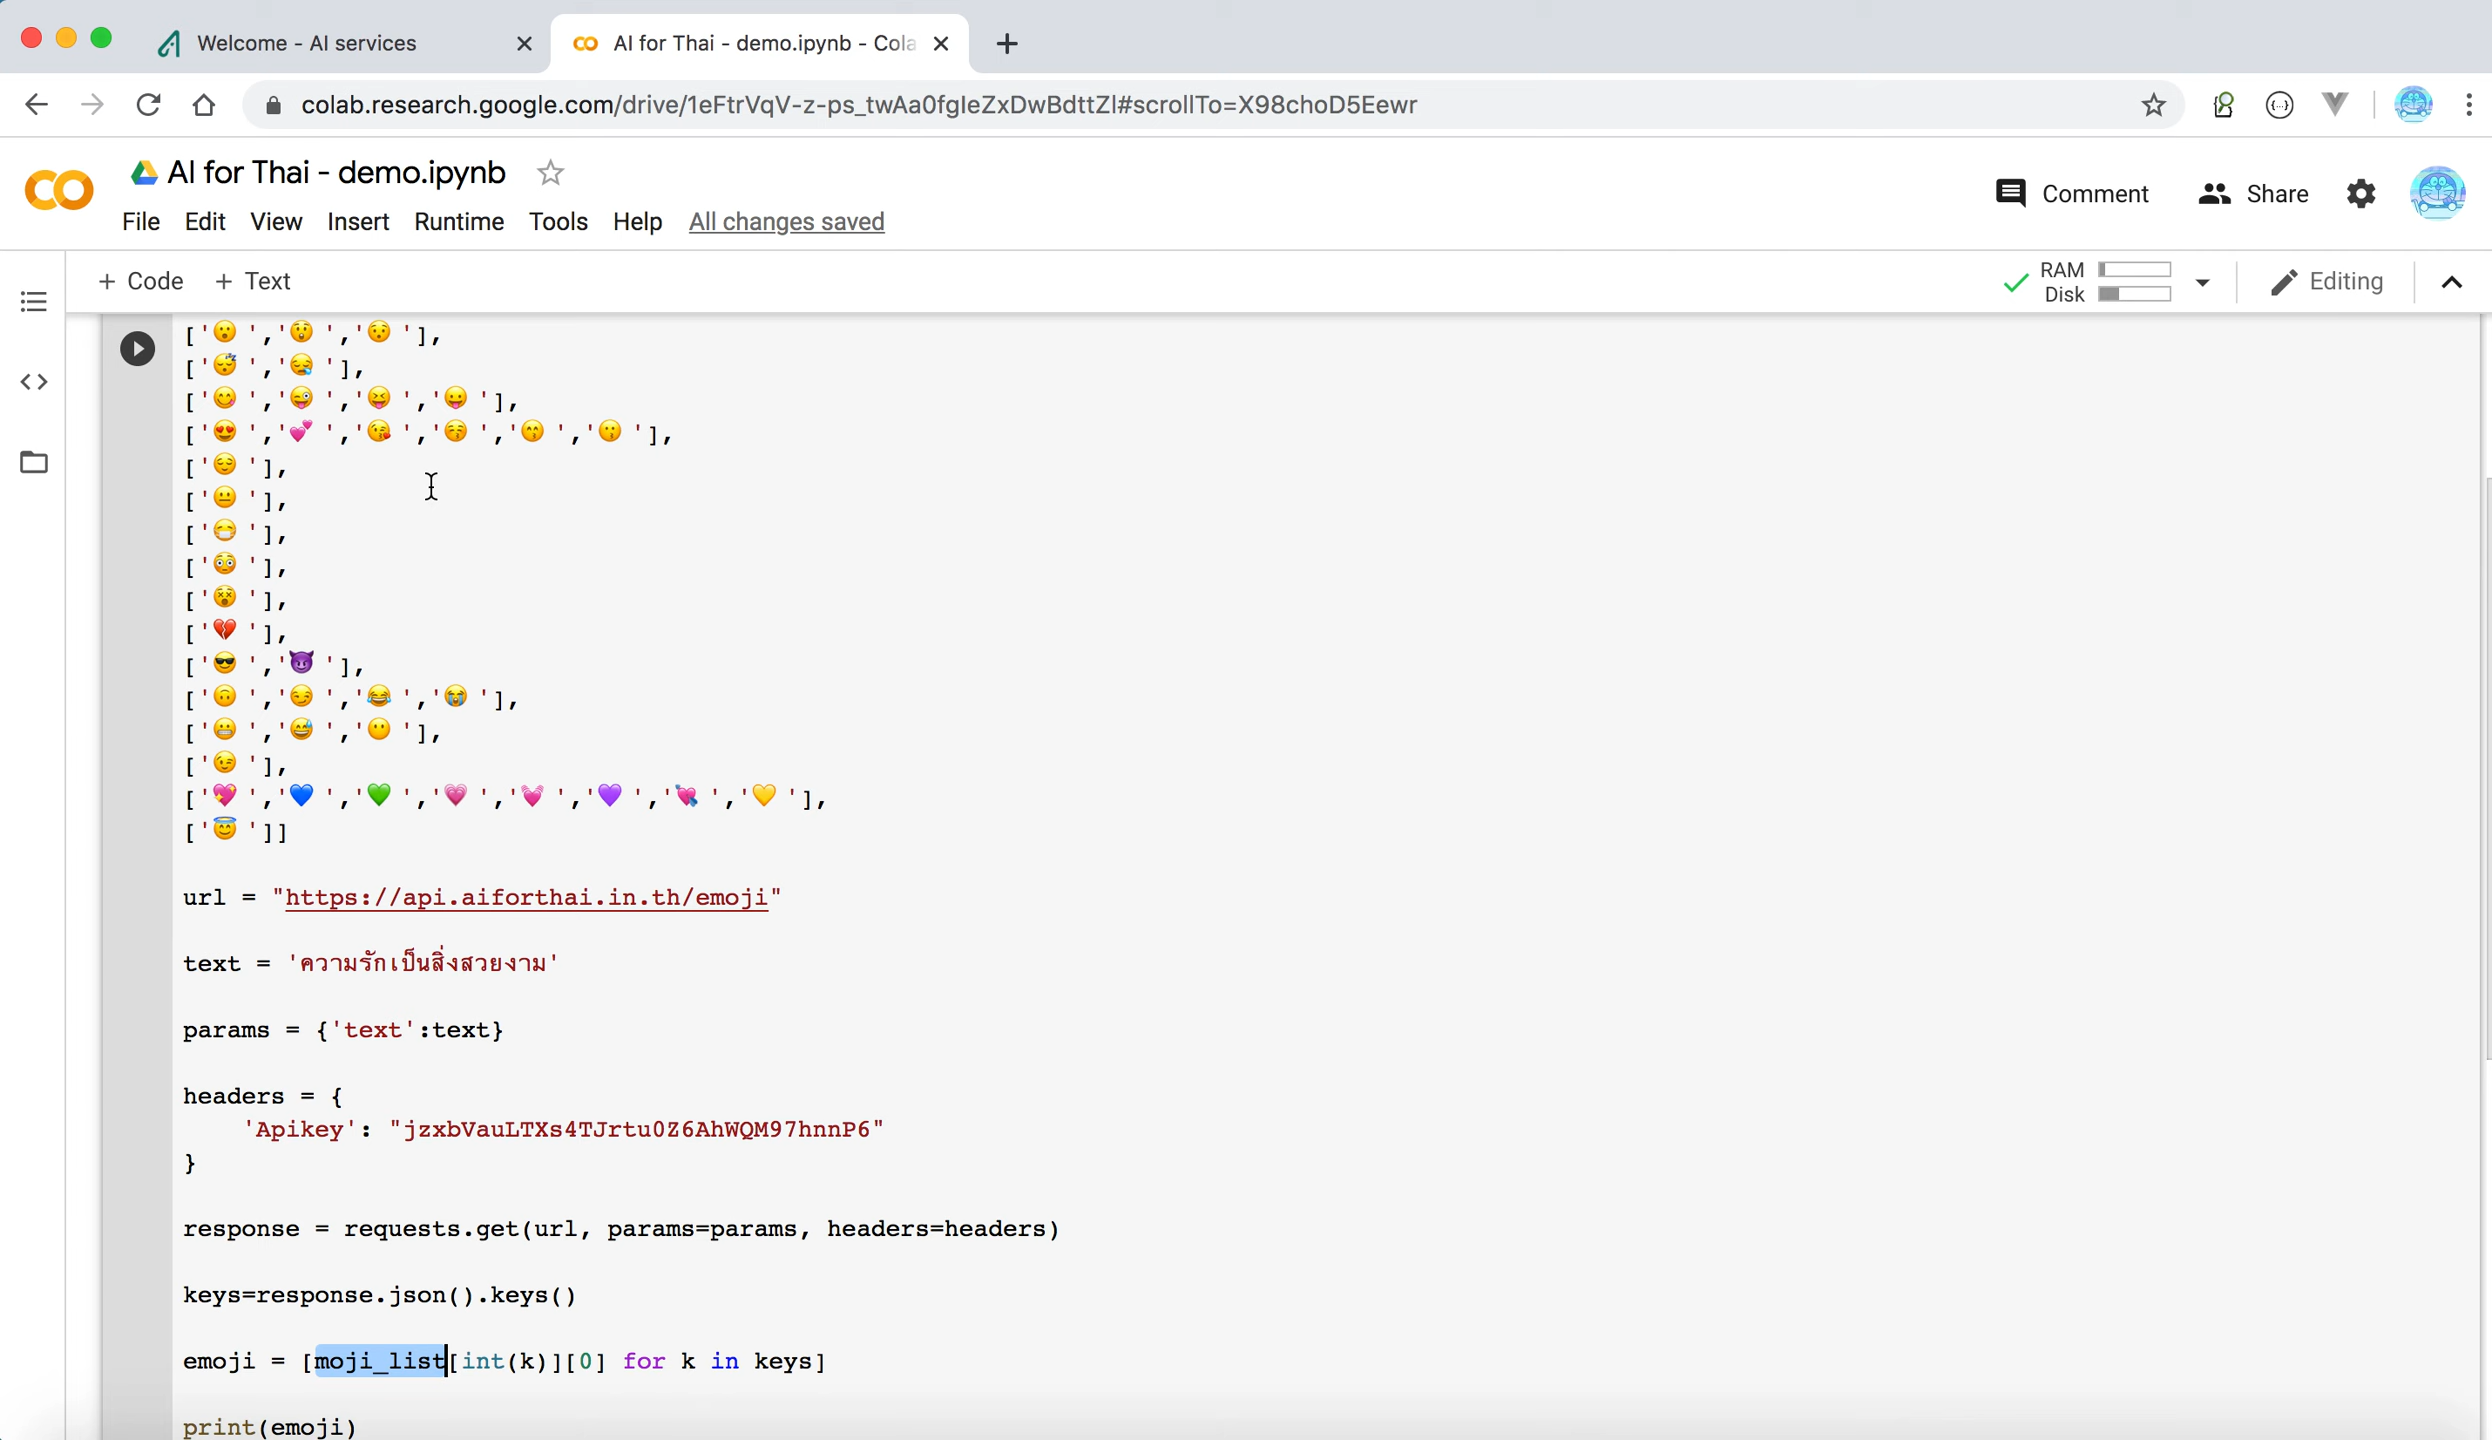 Welcome - AI services
AI for Thai - demo.ipynb - Cola
colab.research.google.com/drive/1eFtrVqV-z-ps_twAa0fgIeZxDwBdttZl#scrollTo=X98choD5Eewr
AI for Thai - demo.ipynb
Comment
Share
File Edit View Insert Runtime Tools Help All changes saved
+ Code + Text
RAM
Disk
Editing
['😮 ','😲 ','😯 '],
['😴 ','😪 '],
['😋 ','😜 ','😝 ','😛 '],
['😍 ','💕 ','😘 ','😚 ','😙 ','😗 '],
['😌 '],
['😐 '],
['😷 '],
['😳 '],
['😵 '],
['💔 '],
['😎 ','😈 '],
['🙃 ','😏 ','😂 ','😭 '],
['😬 ','😅 ','😶 '],
['😉 '],
['💖 ','💙 ','💚 ','💗 ','💓 ','💜 ','💘 ','💛 '],
['😇 ']]
url = "https://api.aiforthai.in.th/emoji"
text = 'ความรักเป็นสิ่งสวยงาม'
params = {'text':text}
headers = {
'Apikey': "jzxbVauLTXs4TJrtu0Z6AhWQM97hnnP6"
}
response = requests.get(url, params=params, headers=headers)
keys=response.json().keys()
emoji = [moji_list[int(k)][0] for k in keys]
print(emoji)